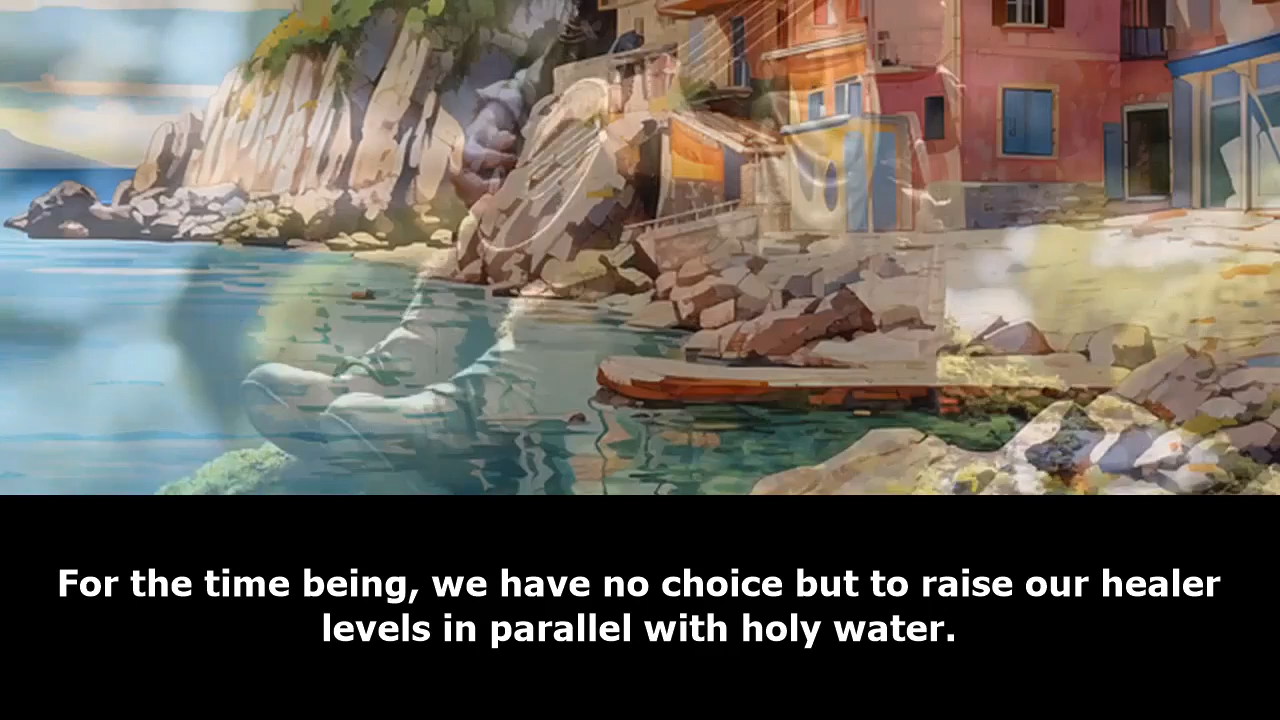 For the time being, we have no choice but to raise our healer
levels in parallel with holy water.